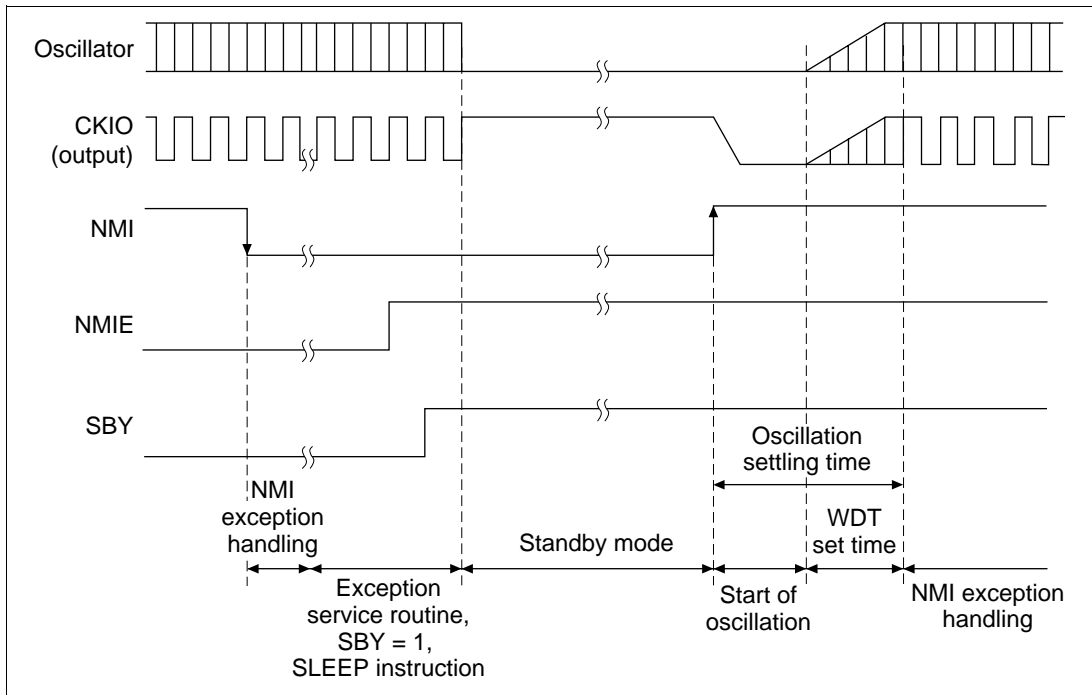 Oscillator
CKIO
(output)
NMI
NMIE
SBY
Oscillation
settling time
NMI
exception
handling
WDT
set time
Standby mode
Exception
service routine,
SBY = 1,
SLEEP instruction
Start of
oscillation
NMI exception
handling